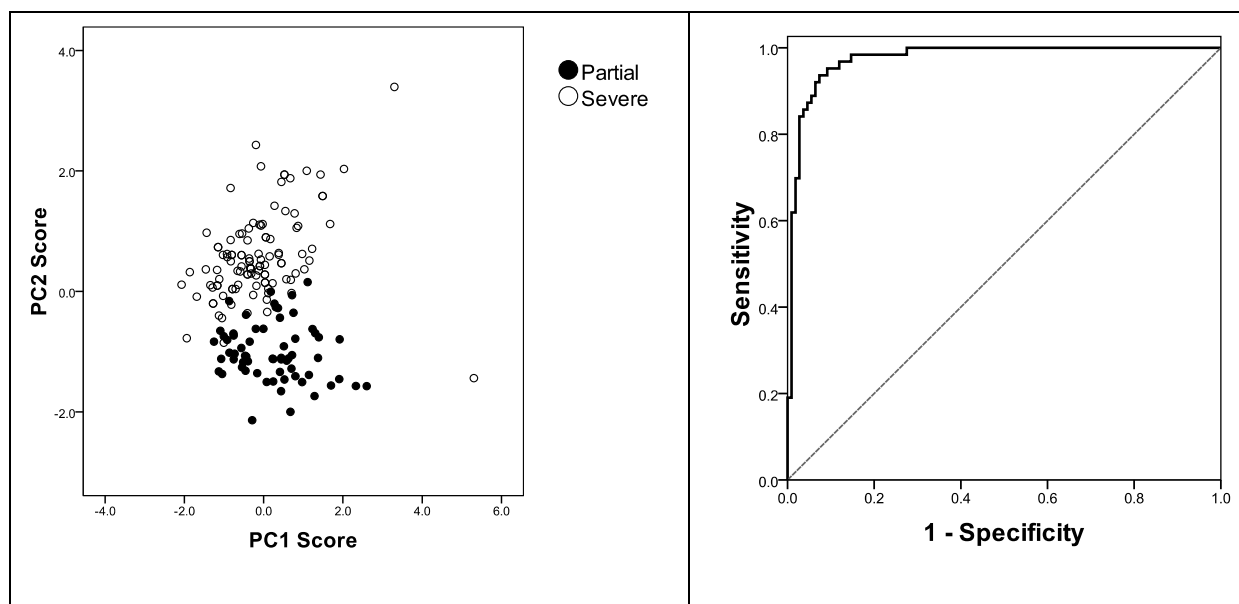 4.0
2.0
0.0
-2.0
PC2 Score
-4.0 -2.0 0.0 2.0 4.0 6.0
PC1 Score
Partial
Severe
1.0
0.8
0.6
0.4
0.2
0.0
Sensitivity
0.0 0.2 0.4 0.6 0.8 1.0
1 - Specificity